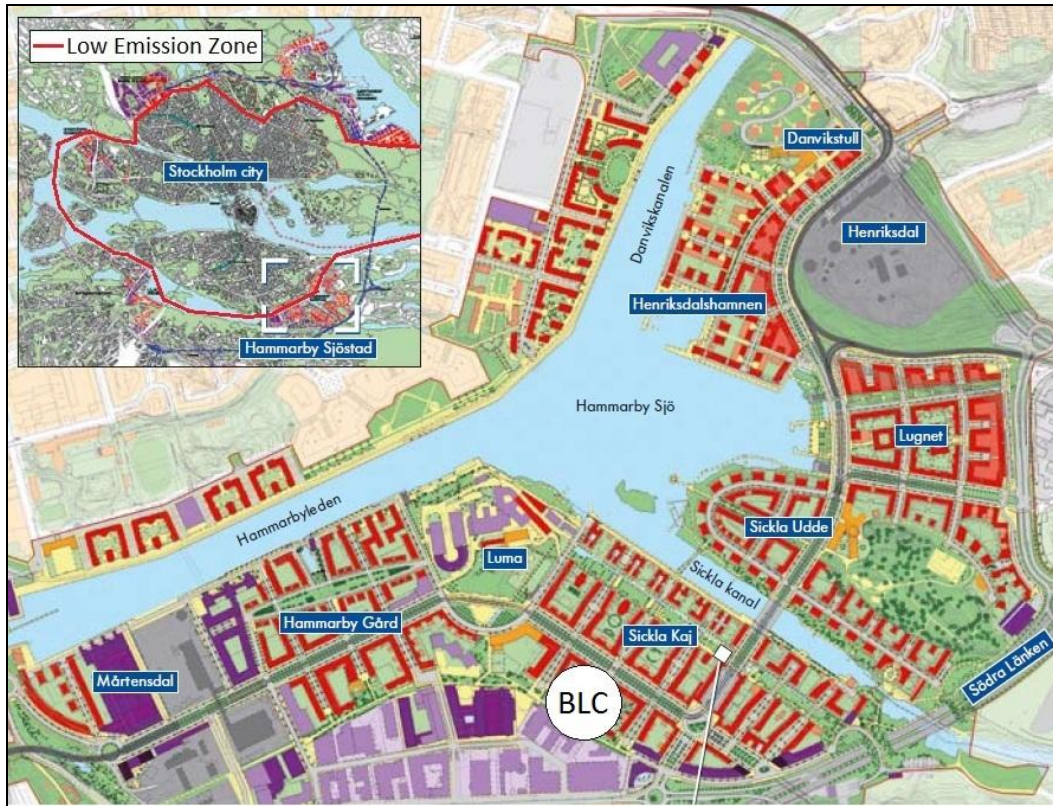 Low Emission Zone
Stockholm city
Hammarby Sjöstad
Danvikstull
Danvikskanalen
Henriksdal
Henriksdalshamnen
Hammarby Sjö
Lugnet
Hammarbyleden
Sickla Udde
Luma
Sickla kanal
Hammarby Gård
Sickla Kaj
Mårtensdal
Södra Länken
BLC